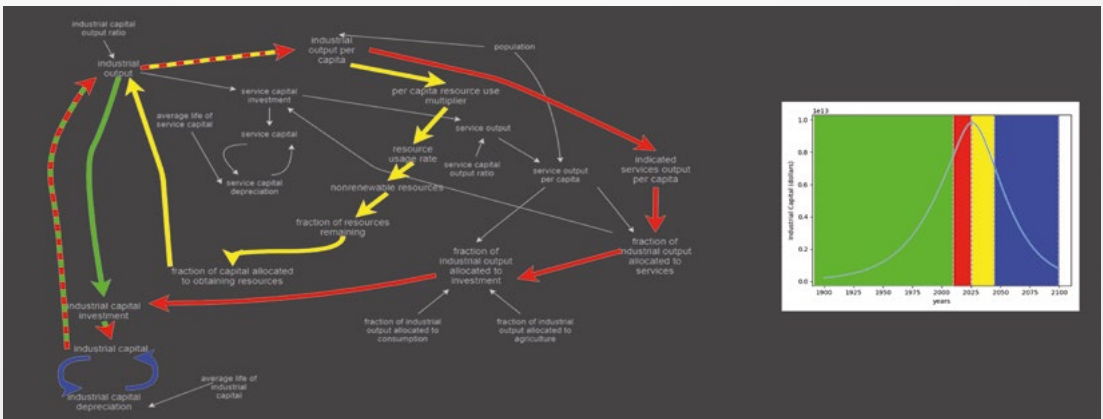 industrial capital
output ratio
industrial
output
industrial
output per
capita
population
service capital
investment
per capita resource use
multiplier
average life of
service capital
service capital
service output
resource
usage rate
service capital
output ratio
service capital
depreciation
nonrenewable resources
service output
per capita
indicated
services output
per capita
fraction of resources
remaining
fraction of
industrial output
allocated to
investment
fraction of
industrial output
allocated to
services
fraction of capital allocated
to obtaining resources
industrial capital
investment
fraction of industrial
output allocated to
consumption
fraction of industrial
output allocated to
agriculture
industrial capital
average life of
industrial
capital
industrial capital
depreciation
1e13
1.0
0.8
0.6
0.4
0.2
0.0
Industrial Capital (dollars)
1900 1925 1950 1975 2000 2025 2050 2075 2100
years